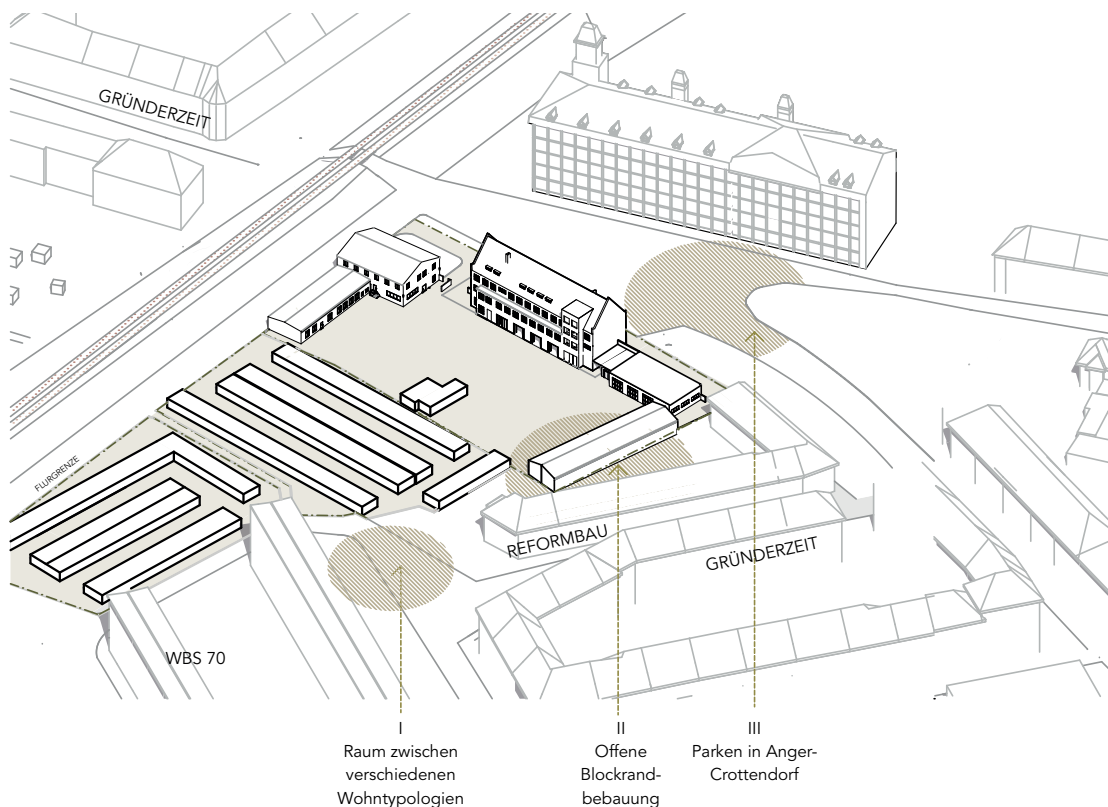 GRÜNDERZEIT
FLURGRENZE
REFORMBAU
GRÜNDERZEIT
WBS 70
I
Raum zwischen
verschiedenen
Wohntypologien
II
Offene
Blockrand-
bebauung
III
Parken in Anger-
Crottendorf